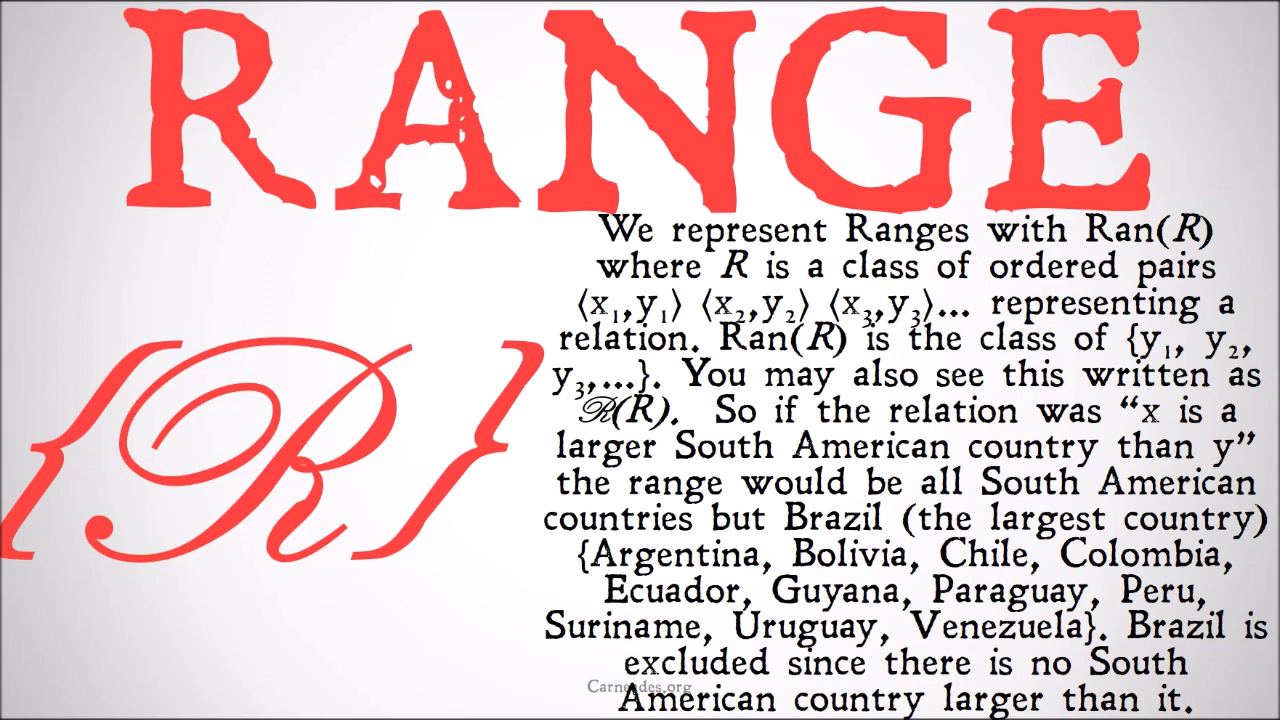 RANGE
{ℛ}
We represent Ranges with Ran(R)
where R is a class of ordered pairs
⟨x₁,y₁⟩ ⟨x₂,y₂⟩ ⟨x₃,y₃⟩... representing a
relation. Ran(R) is the class of {y₁, y₂,
y₃,...}. You may also see this written as
ℛ(R). So if the relation was “x is a
larger South American country than y”
the range would be all South American
countries but Brazil (the largest country)
{Argentina, Bolivia, Chile, Colombia,
Ecuador, Guyana, Paraguay, Peru,
Suriname, Uruguay, Venezuela}. Brazil is
excluded since there is no South
American country larger than it.
Carneades.org